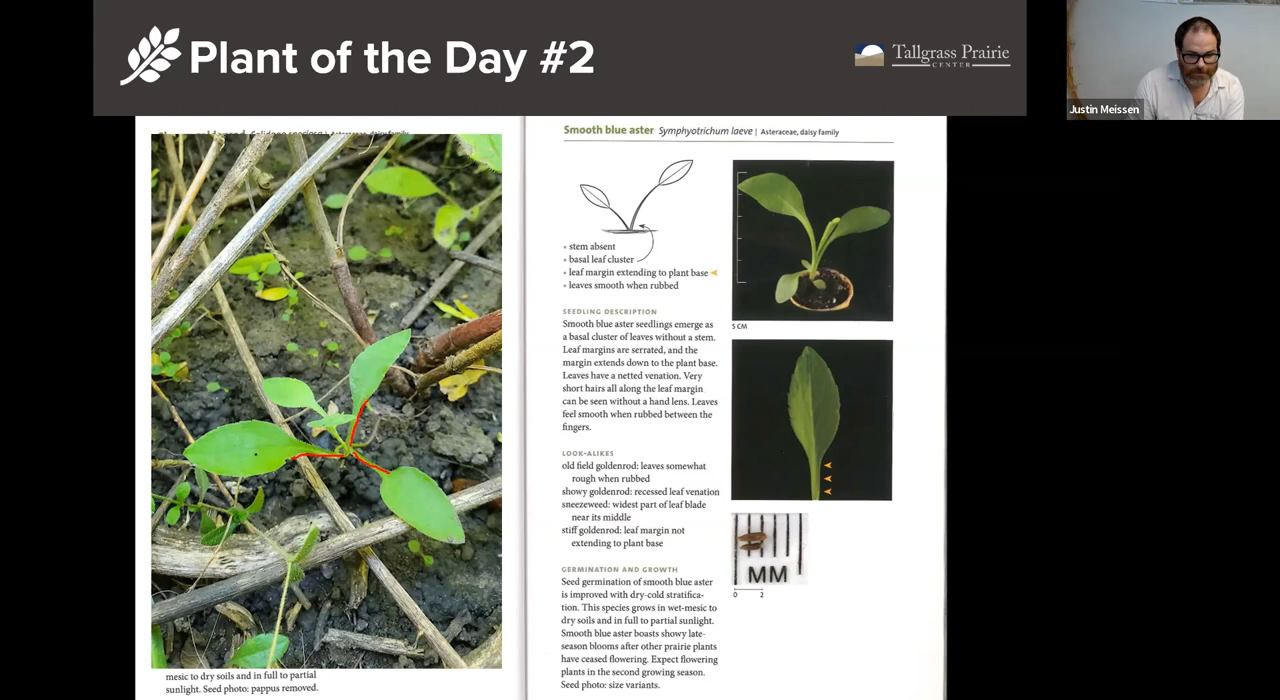 Plant of the Day #2
Tallgrass Prairie
CENTER
Justin Meissen
Smooth blue aster Symphyotrichum laeve | Asteraceae, daisy family
• stem absent
• basal leaf cluster
• leaf margin extending to plant base
• leaves smooth when rubbed
SEEDLING DESCRIPTION
Smooth blue aster seedlings emerge as
a basal cluster of leaves without a stem.
Leaf margins are serrated, and the
margin extends down to the plant base.
Leaves have a netted venation. Very
short hairs all along the leaf margin
can be seen without a hand lens. Leaves
feel smooth when rubbed between the
fingers.
LOOK-ALIKES
old field goldenrod: leaves somewhat
rough when rubbed
showy goldenrod: recessed leaf venation
sneezeweed: widest part of leaf blade
near its middle
stiff goldenrod: leaf margin not
extending to plant base
GERMINATION AND GROWTH
Seed germination of smooth blue aster
is improved with dry-cold stratifica-
tion. This species grows in wet-mesic to
dry soils and in full to partial sunlight.
Smooth blue aster boasts showy late-
season blooms after other prairie plants
have ceased flowering. Expect flowering
plants in the second growing season.
Seed photo: size variants.
5 CM
MM
0 2
mesic to dry soils and in full to partial
sunlight. Seed photo: pappus removed.